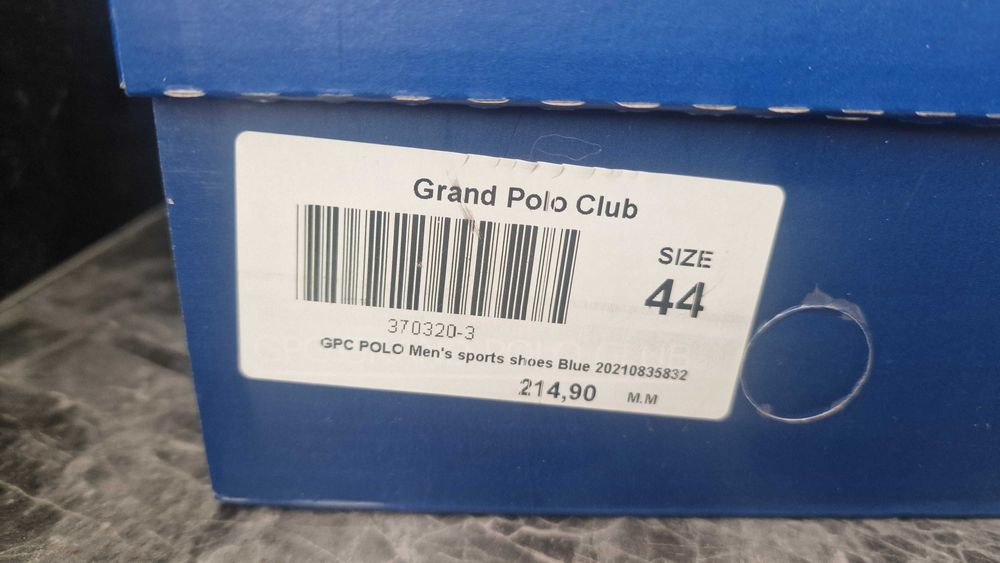 Grand Polo Club
SIZE
44
370320-3
GPC POLO Men's sports shoes Blue 20210835832
214,90 M.M